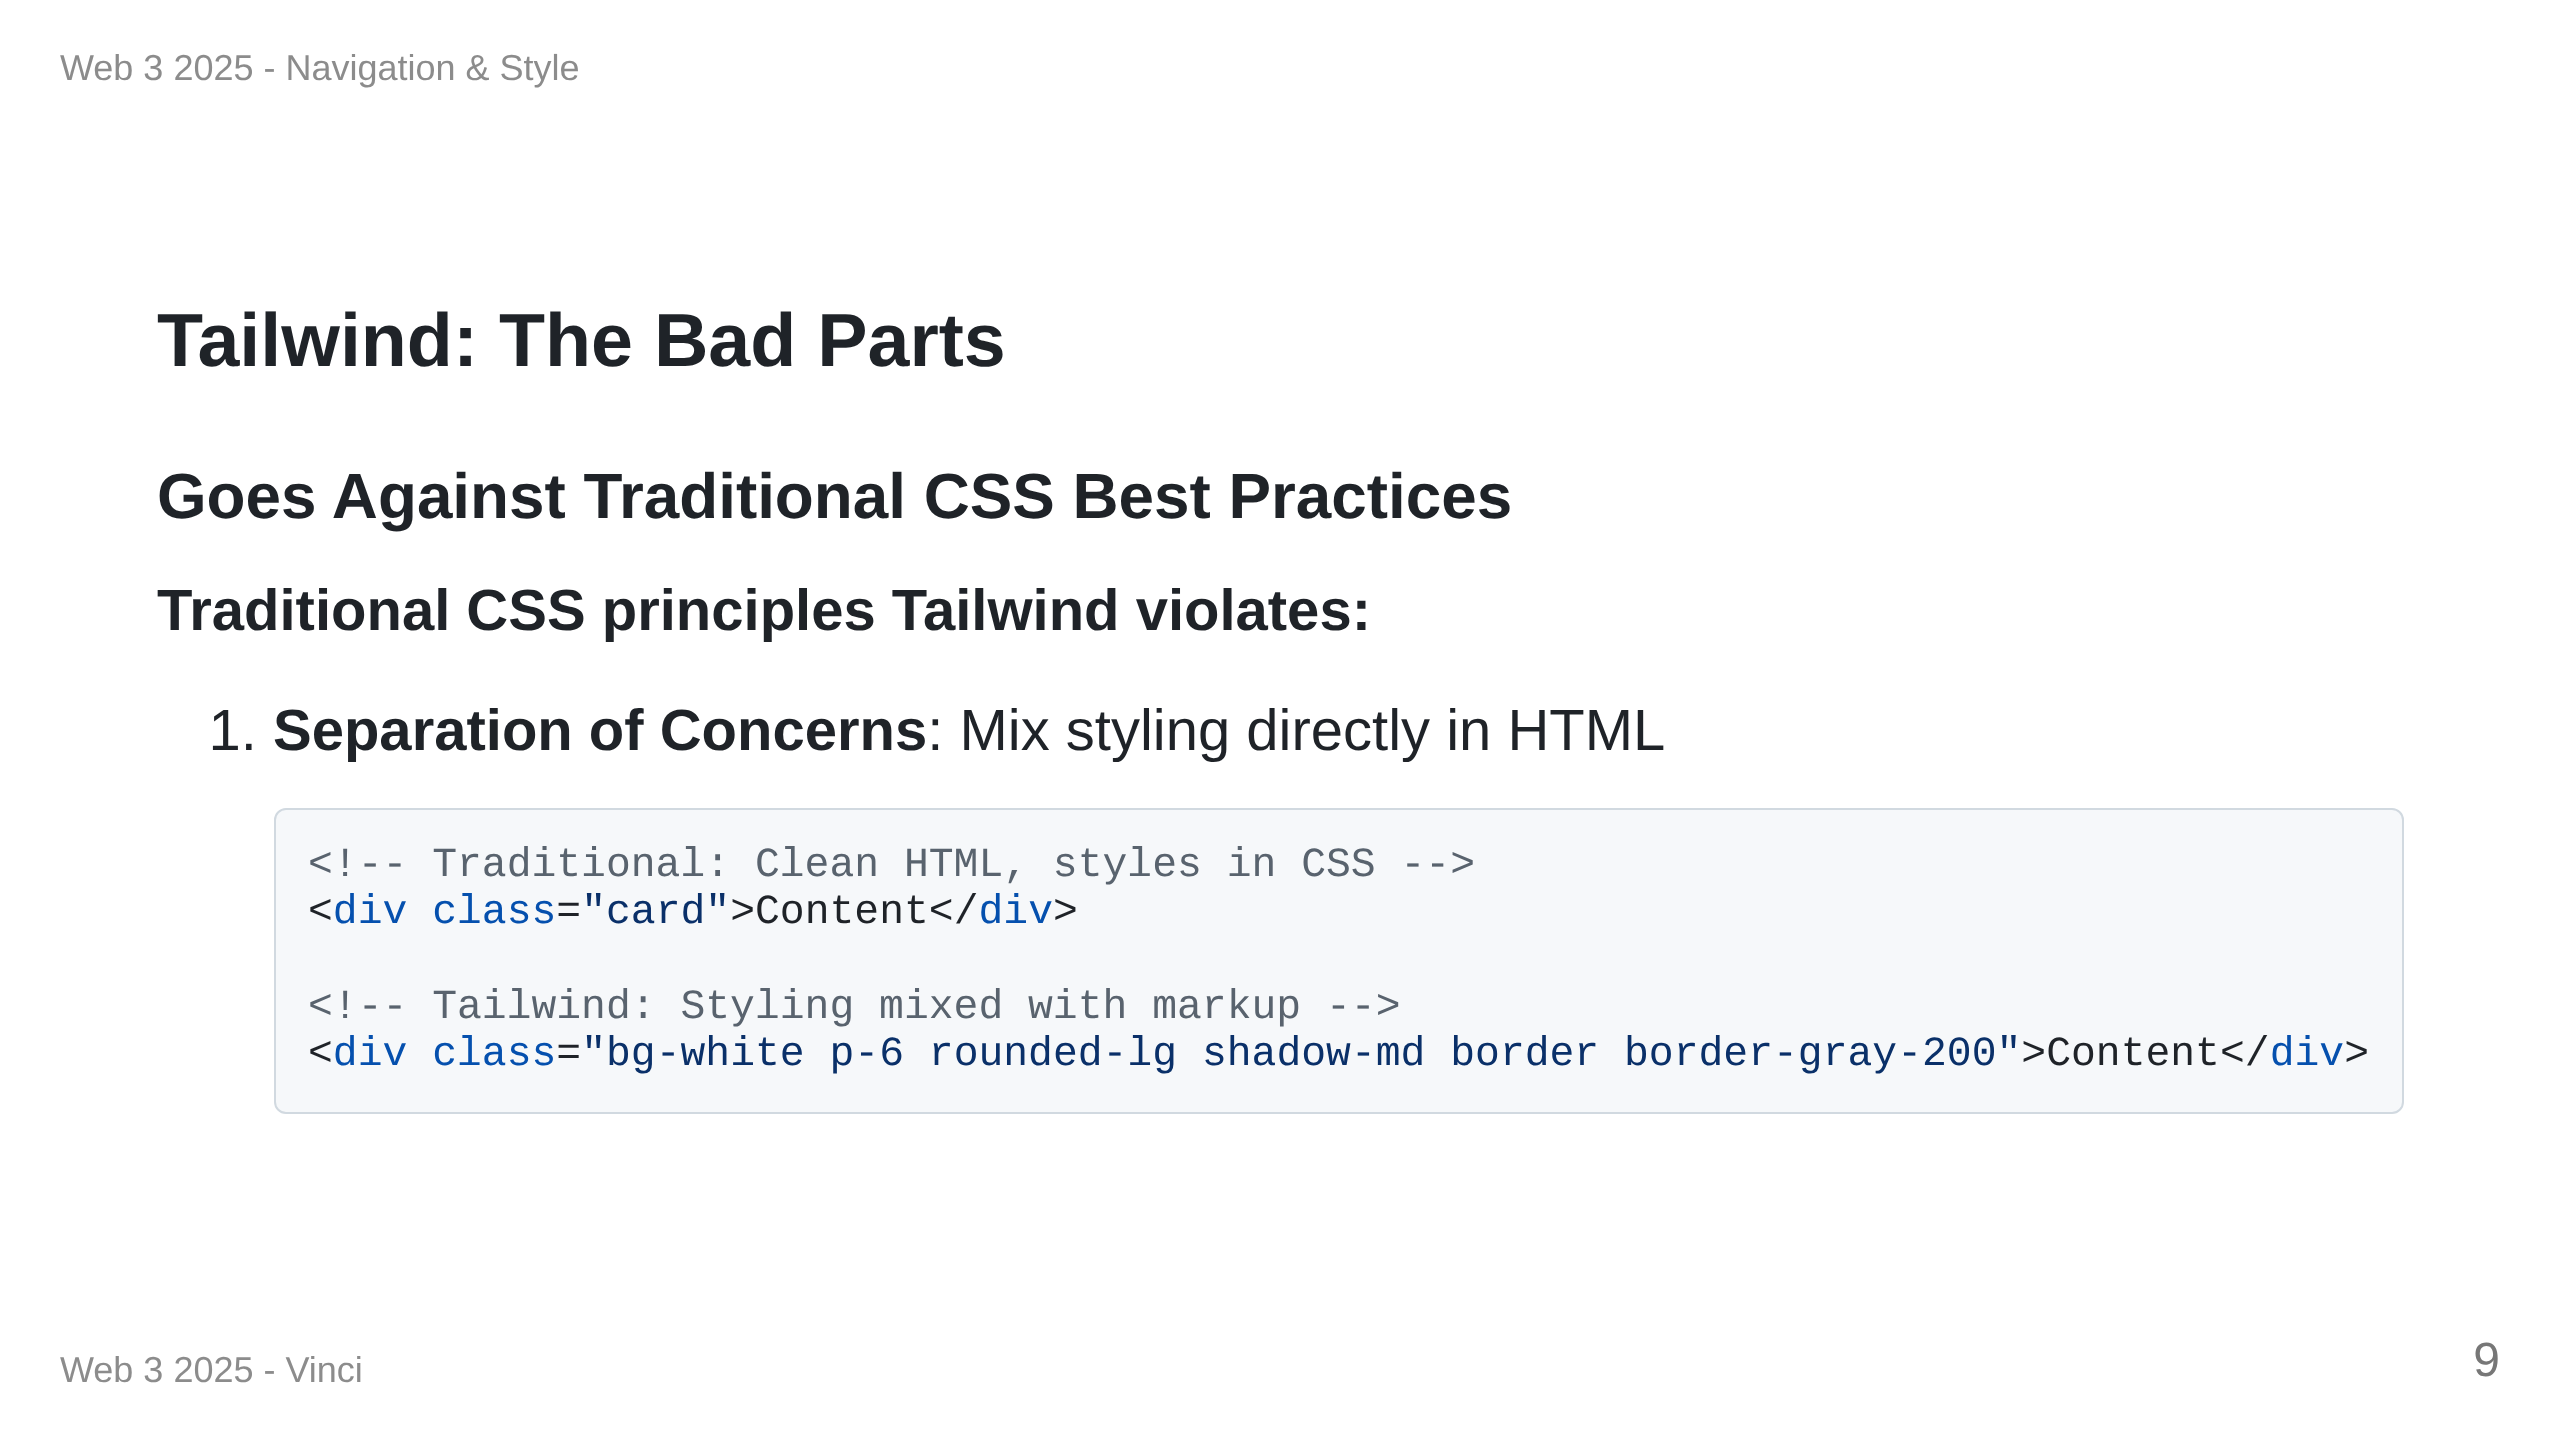 Web 3 2025 - Navigation & Style
Tailwind: The Bad Parts
Goes Against Traditional CSS Best Practices
Traditional CSS principles Tailwind violates:
1. Separation of Concerns: Mix styling directly in HTML
<!-- Traditional: Clean HTML, styles in CSS -->
<div class="card">Content</div>
<!-- Tailwind: Styling mixed with markup -->
<div class="bg-white p-6 rounded-lg shadow-md border border-gray-200">Content</div>
Web 3 2025 - Vinci
9